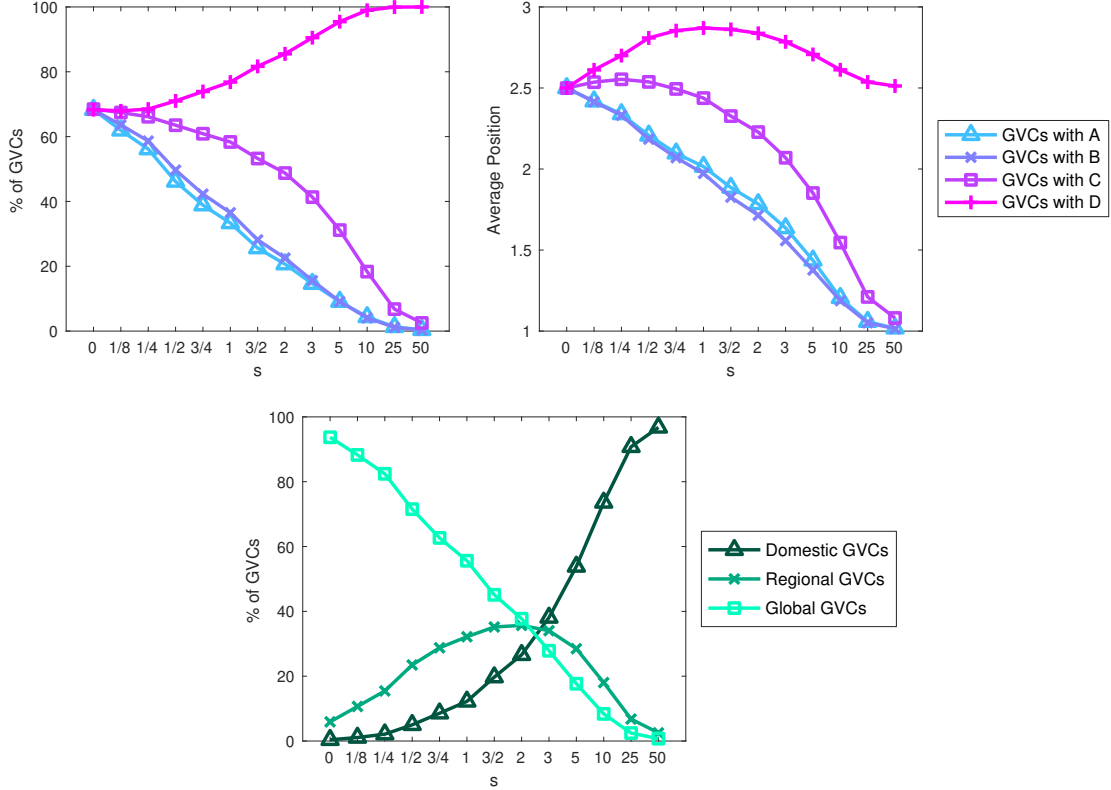 % of GVCs
100
80
60
40
20
0
0 1/8 1/4 1/2 3/4 1 3/2 2 3 5 10 25 50
s
Average Position
3
2.5
2
1.5
1
0 1/8 1/4 1/2 3/4 1 3/2 2 3 5 10 25 50
s
GVCs with A
GVCs with B
GVCs with C
GVCs with D
% of GVCs
100
80
60
40
20
0
0 1/8 1/4 1/2 3/4 1 3/2 2 3 5 10 25 50
s
Domestic GVCs
Regional GVCs
Global GVCs